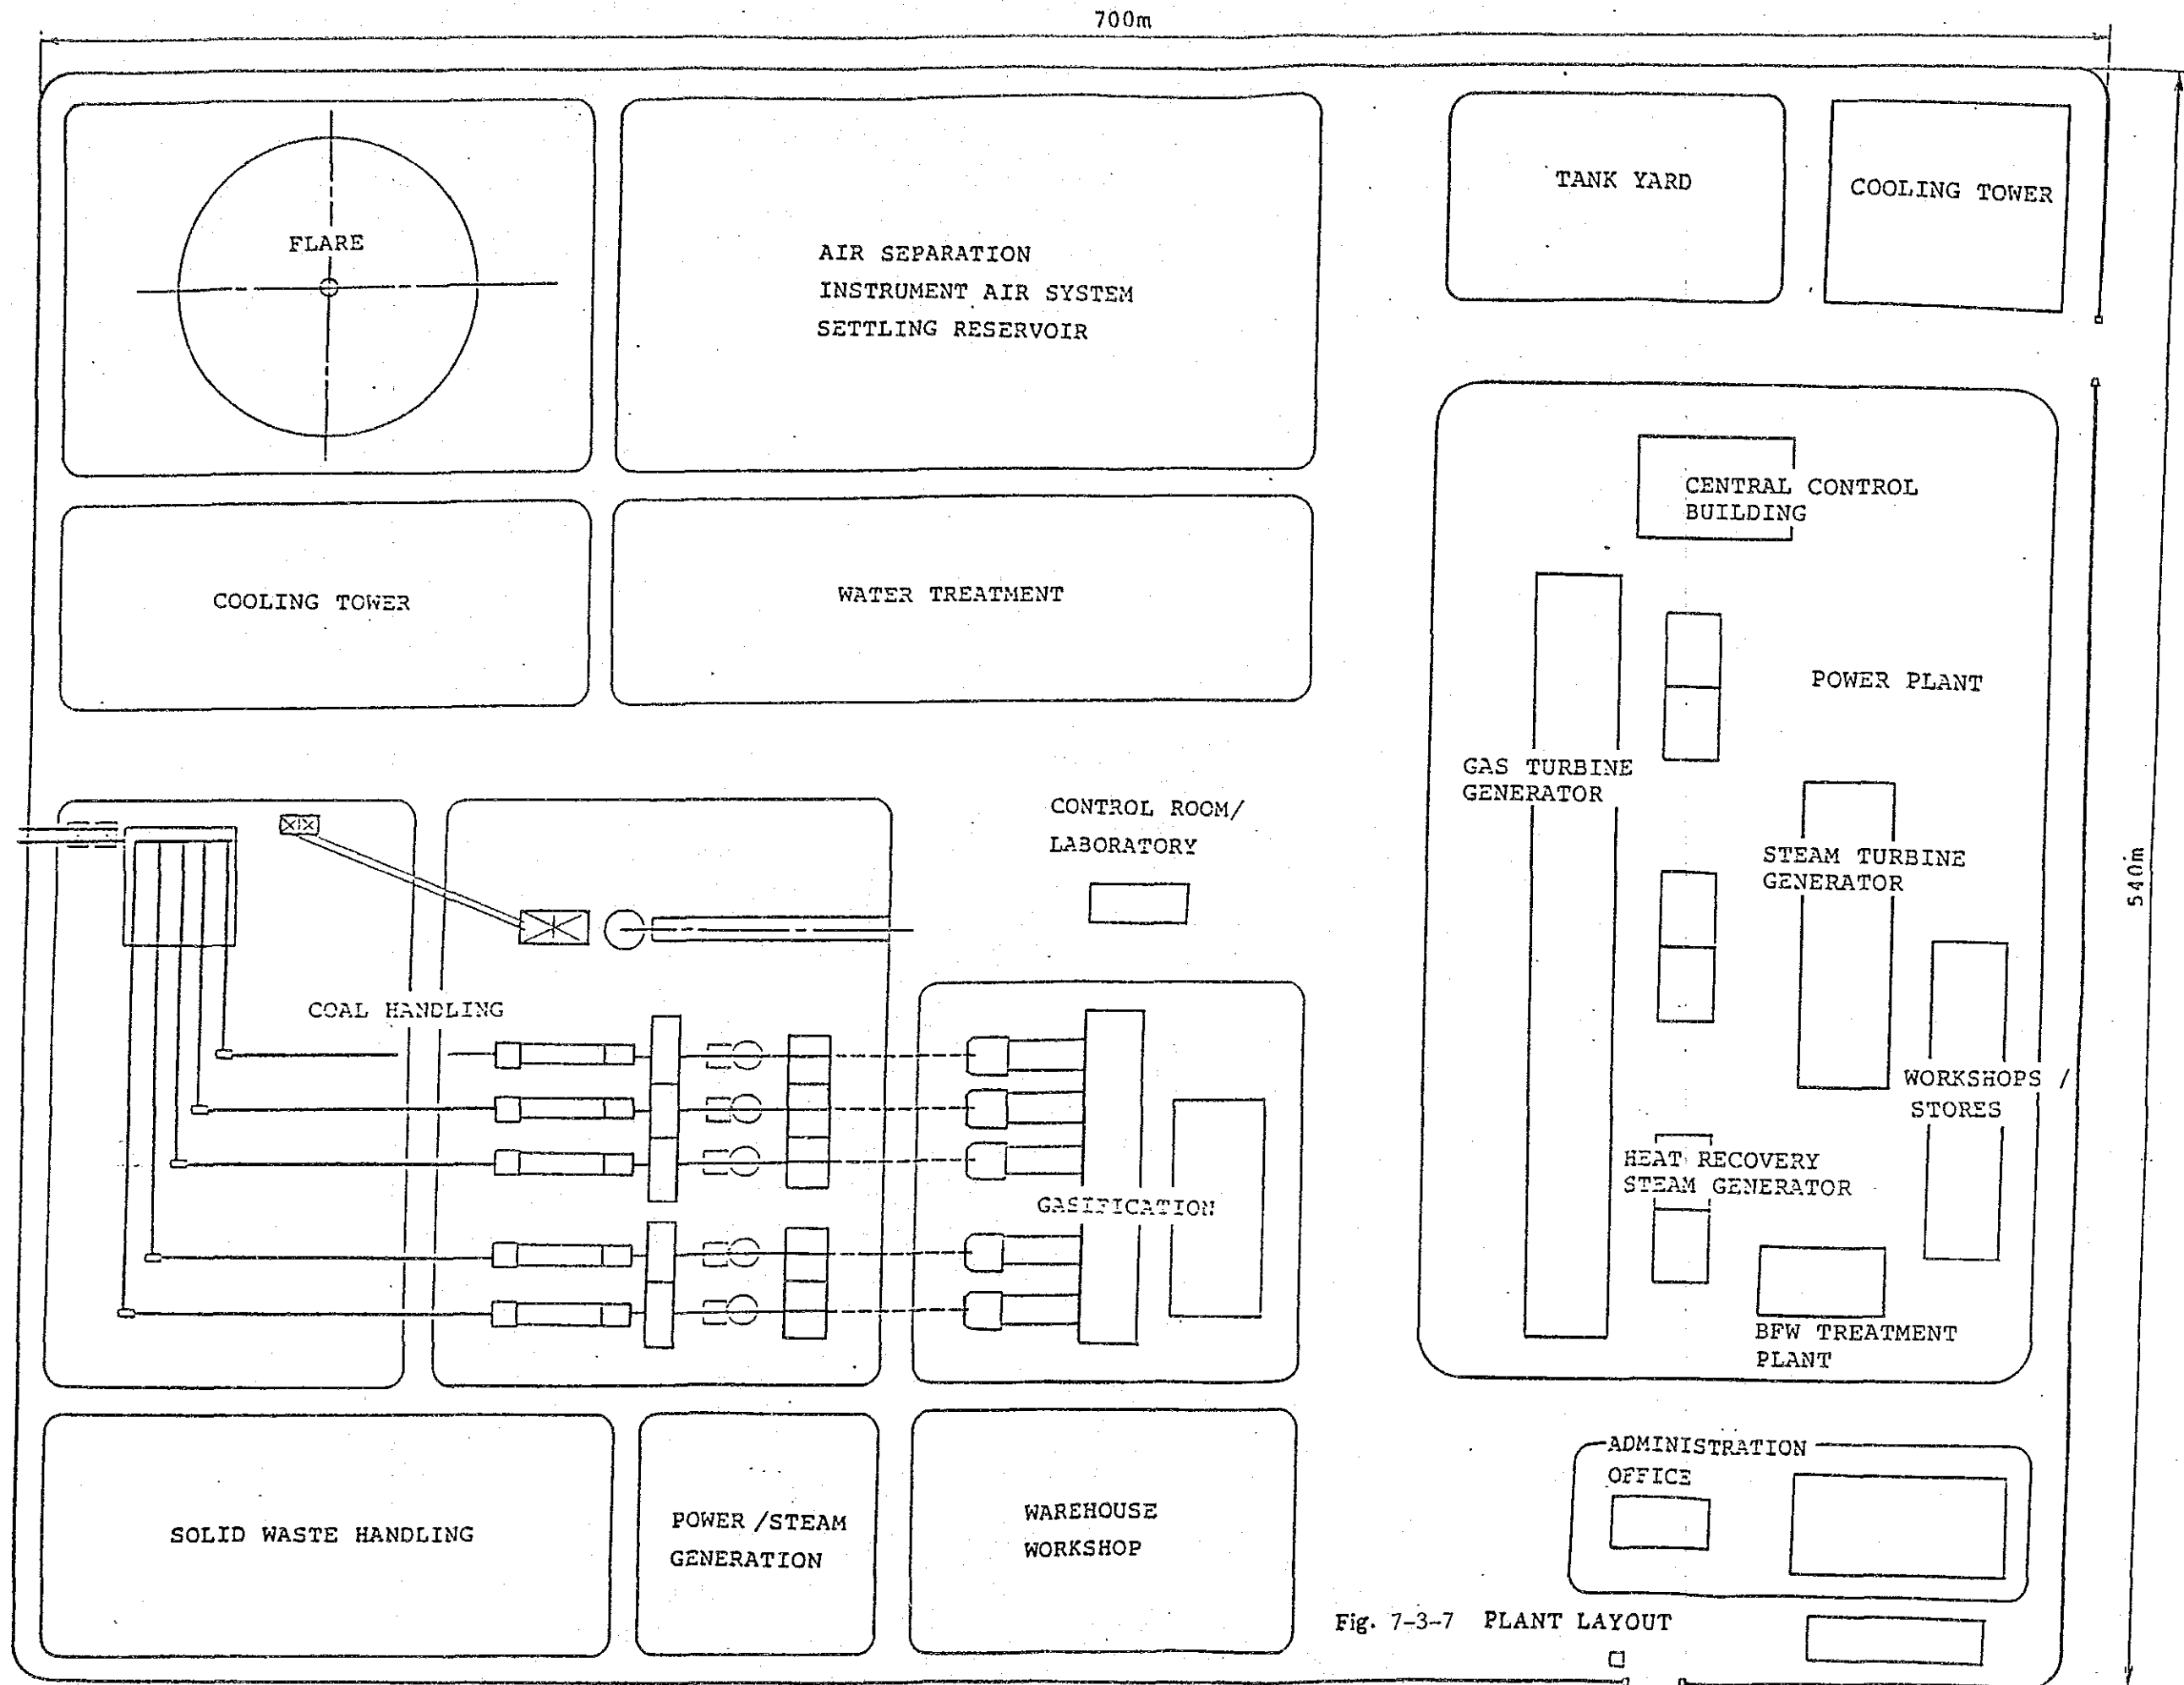 700m
FLARE
AIR SEPARATION
INSTRUMENT AIR SYSTEM
SETTLING RESERVOIR
TANK YARD
COOLING TOWER
CENTRAL CONTROL
BUILDING
COOLING TOWER
WATER TREATMENT
POWER PLANT
GAS TURBINE
GENERATOR
CONTROL ROOM/
LABORATORY
STEAM TURBINE
GENERATOR
540m
COAL HANDLING
WORKSHOPS /
STORES
HEAT RECOVERY
STEAM GENERATOR
GASIFICATION
BFW TREATMENT
PLANT
SOLID WASTE HANDLING
POWER /STEAM
GENERATION
WAREHOUSE
WORKSHOP
ADMINISTRATION
OFFICE
Fig. 7-3-7 PLANT LAYOUT